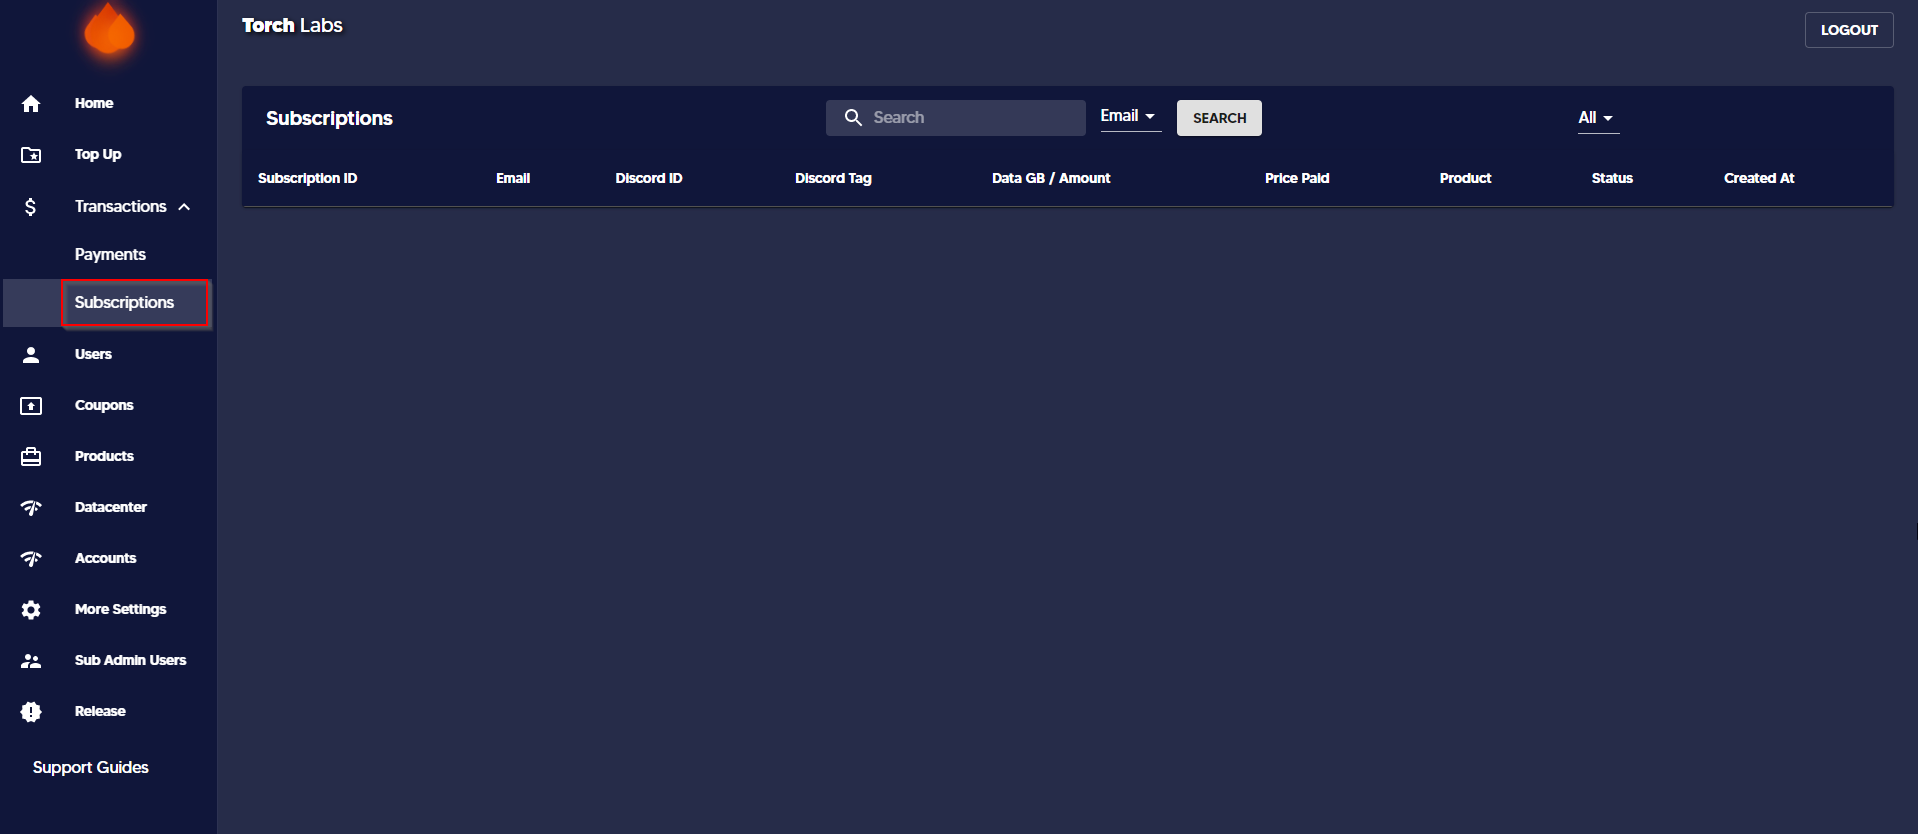 Torch Labs
LOGOUT
Home
Top Up
Transactions
Payments
Subscriptions
Users
Coupons
Products
Datacenter
Accounts
More Settings
Sub Admin Users
Release
Support Guides
Subscriptions
Search
Email
SEARCH
All
Subscription ID Email Discord ID Discord Tag Data GB / Amount Price Paid Product Status Created At